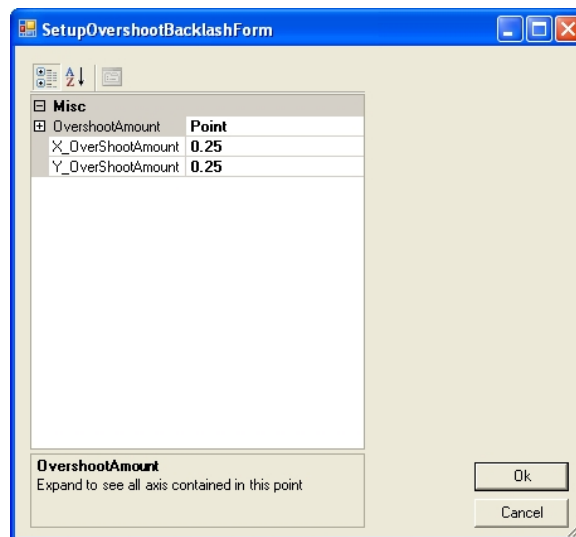 SetupOvershootBacklashForm
Misc
OvershootAmount Point
X_OverShootAmount 0.25
Y_OverShootAmount 0.25
OvershootAmount
Expand to see all axis contained in this point
Ok
Cancel